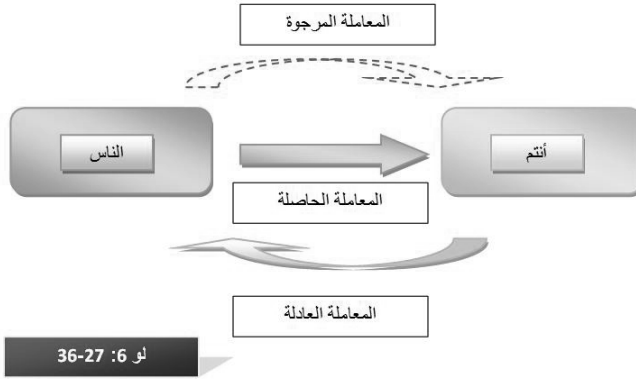 المعاملة المرجوة
الناس
أنتم
المعاملة الحاصلة
المعاملة العادلة
لو 6: 27-36